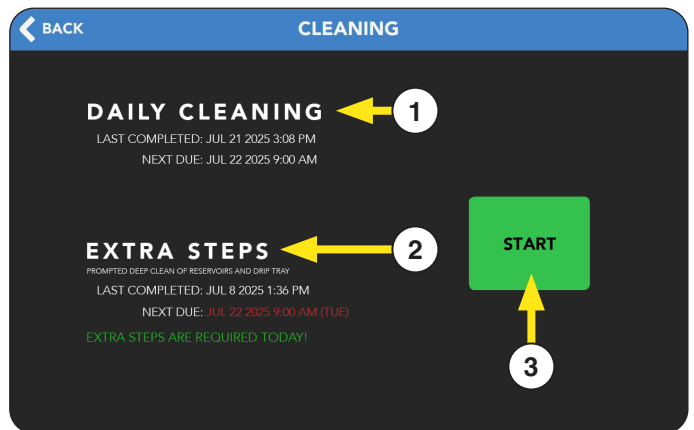 BACK
CLEANING
DAILY CLEANING
1
LAST COMPLETED: JUL 21 2025 3:08 PM
NEXT DUE: JUL 22 2025 9:00 AM
EXTRA STEPS
2
PROMPTED DEEP CLEAN OF RESERVOIRS AND DRIP TRAY
LAST COMPLETED: JUL 8 2025 1:36 PM
NEXT DUE: JUL 22 2025 9:00 AM (TUE)
EXTRA STEPS ARE REQUIRED TODAY!
START
3